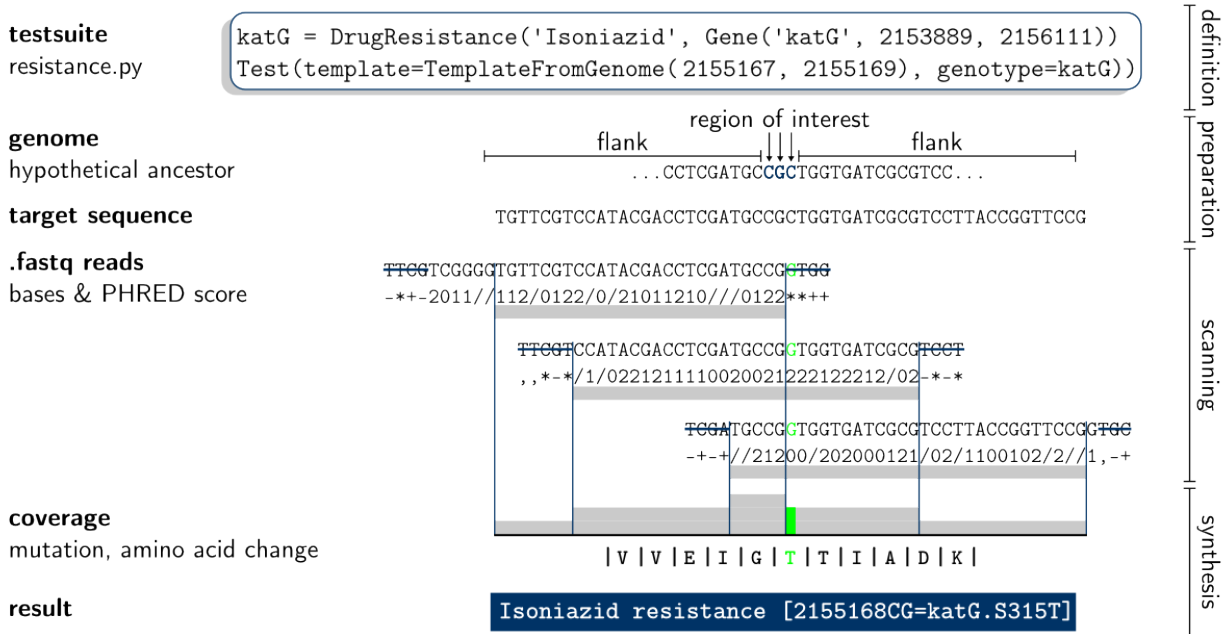 testsuite
resistance.py
katG = DrugResistance('Isoniazid', Gene('katG', 2153889, 2156111))
Test(template=TemplateFromGenome(2155167, 2155169), genotype=katG))
definition
genome
hypothetical ancestor
region of interest
flank flank
...CCTCGATGCCGCTGGTGATCGCGTCC...
target sequence
TGTTCGTCCATACGACCTCGATGCCGCTGGTGATCGCGTCCTTACCGGTTCCG
preparation
.fastq reads
bases & PHRED score
TTCGTCGGGGTGTTCGTCCATACGACCTCGATGCCGGTGG
-*+-2011//112/0122/0/21011210///0122**++
TTCGTCCATACGACCTCGATGCCGGTGGTGATCGCGTCCT
,,*-*/1/022121111002002122212221​2/02-*-*
TCGATGCCGGTGGTGATCGCGTCCTTACCGGTTCCGGTGC
-+-+//21200/202000121/02/1100102/2//1,-+
scanning
coverage
mutation, amino acid change
|V|V|E|I|G|T|T|I|A|D|K|
synthesis
result
Isoniazid resistance [2155168CG=katG.S315T]